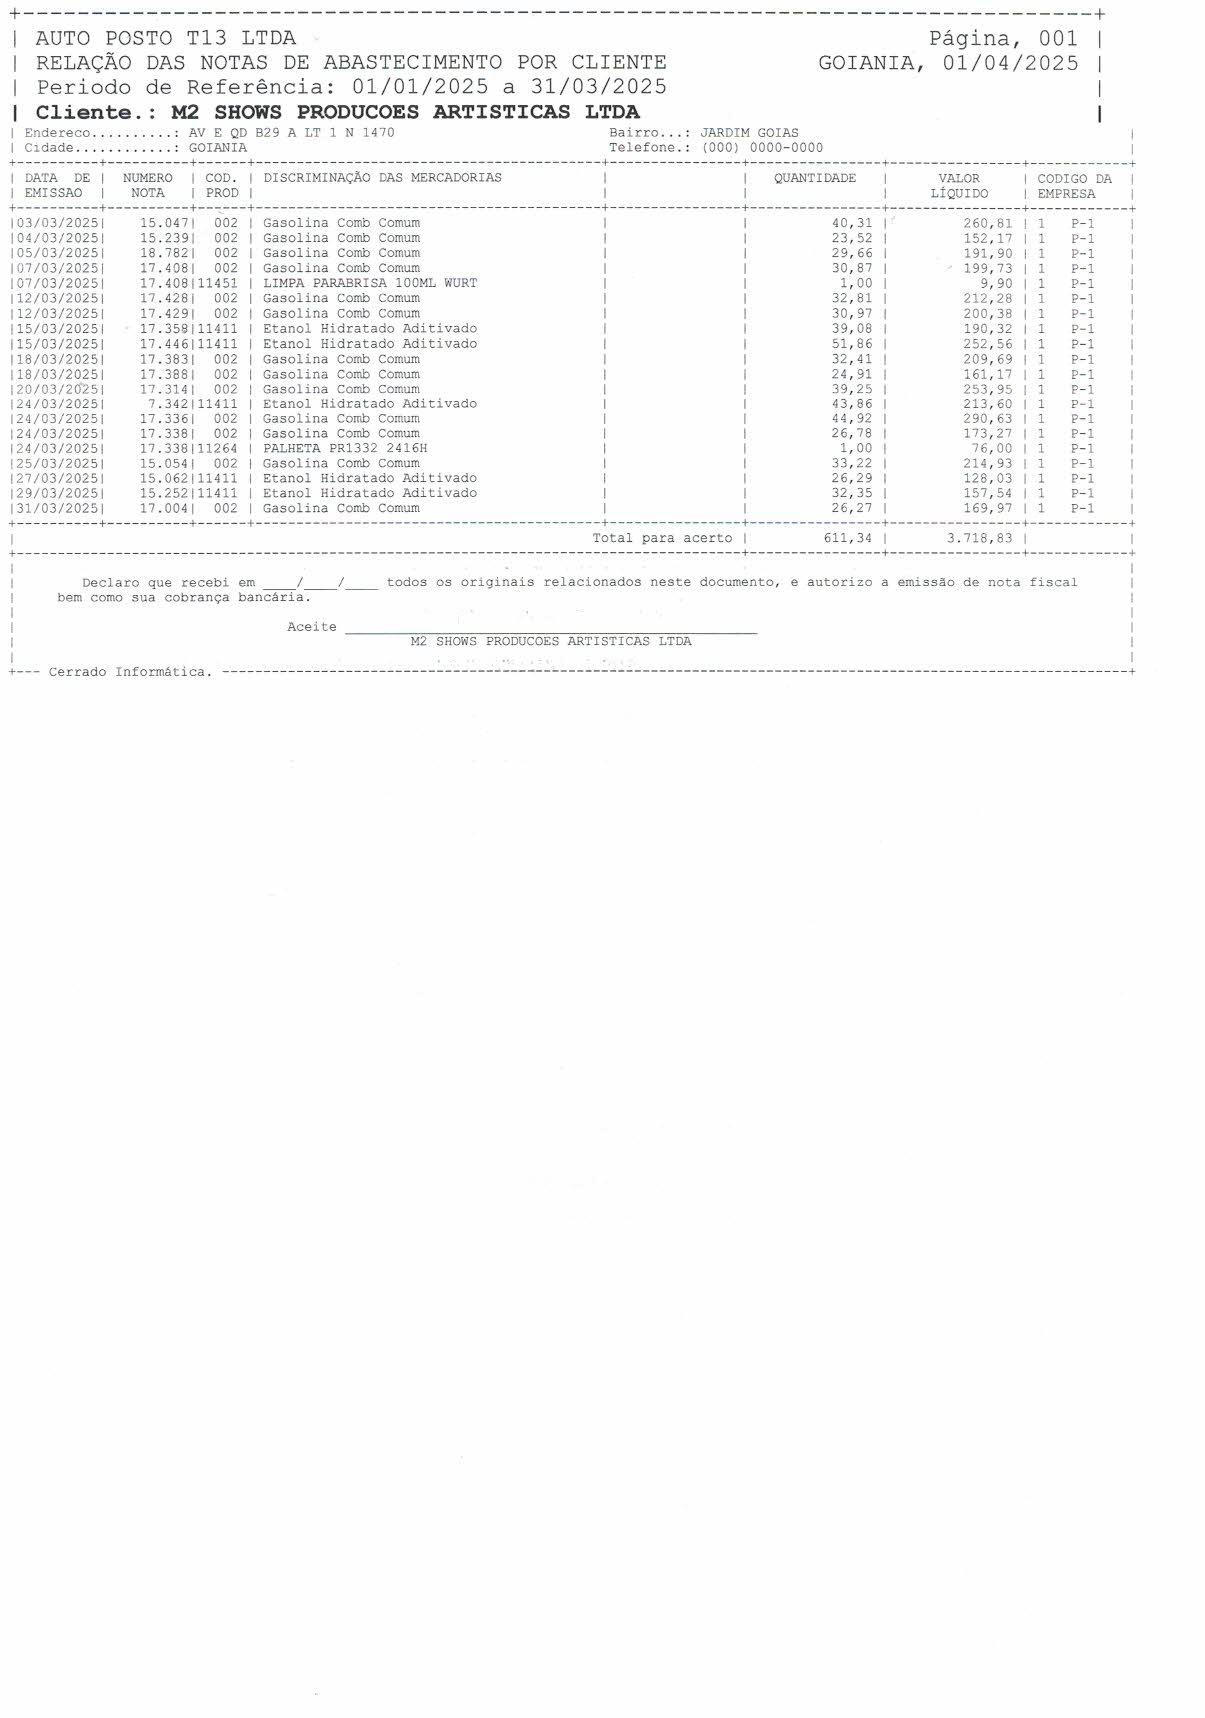 AUTO POSTO T13 LTDA Página, 001
RELAÇÃO DAS NOTAS DE ABASTECIMENTO POR CLIENTE GOIANIA, 01/04/2025
Periodo de Referência: 01/01/2025 a 31/03/2025
Cliente.: M2 SHOWS PRODUCOES ARTISTICAS LTDA
Endereco..........: AV E QD B29 A LT 1 N 1470 Bairro...: JARDIM GOIAS
Cidade............: GOIANIA Telefone.: (000) 0000-0000
DATA DE | NUMERO | COD. | DISCRIMINAÇÃO DAS MERCADORIAS | | QUANTIDADE | VALOR | CODIGO DA
EMISSAO | NOTA | PROD | | | | LÍQUIDO | EMPRESA
03/03/2025| 15.047| 002 | Gasolina Comb Comum | | 40,31 | 260,81 | 1 P-1
04/03/2025| 15.239| 002 | Gasolina Comb Comum | | 23,52 | 152,17 | 1 P-1
05/03/2025| 18.782| 002 | Gasolina Comb Comum | | 29,66 | 191,90 | 1 P-1
07/03/2025| 17.408| 002 | Gasolina Comb Comum | | 30,87 | 199,73 | 1 P-1
07/03/2025| 17.408|11451 | LIMPA PARABRISA 100ML WURT | | 1,00 | 9,90 | 1 P-1
12/03/2025| 17.428| 002 | Gasolina Comb Comum | | 32,81 | 212,28 | 1 P-1
12/03/2025| 17.429| 002 | Gasolina Comb Comum | | 30,97 | 200,38 | 1 P-1
15/03/2025| 17.358|11411 | Etanol Hidratado Aditivado | | 39,08 | 190,32 | 1 P-1
15/03/2025| 17.446|11411 | Etanol Hidratado Aditivado | | 51,86 | 252,56 | 1 P-1
18/03/2025| 17.383| 002 | Gasolina Comb Comum | | 32,41 | 209,69 | 1 P-1
18/03/2025| 17.388| 002 | Gasolina Comb Comum | | 24,91 | 161,17 | 1 P-1
20/03/2025| 17.314| 002 | Gasolina Comb Comum | | 39,25 | 253,95 | 1 P-1
24/03/2025| 7.342|11411 | Etanol Hidratado Aditivado | | 43,86 | 213,60 | 1 P-1
24/03/2025| 17.336| 002 | Gasolina Comb Comum | | 44,92 | 290,63 | 1 P-1
24/03/2025| 17.338| 002 | Gasolina Comb Comum | | 26,78 | 173,27 | 1 P-1
24/03/2025| 17.338|11264 | PALHETA PR1332 2416H | | 1,00 | 76,00 | 1 P-1
25/03/2025| 15.054| 002 | Gasolina Comb Comum | | 33,22 | 214,93 | 1 P-1
27/03/2025| 15.062|11411 | Etanol Hidratado Aditivado | | 26,29 | 128,03 | 1 P-1
29/03/2025| 15.252|11411 | Etanol Hidratado Aditivado | | 32,35 | 157,54 | 1 P-1
31/03/2025| 17.004| 002 | Gasolina Comb Comum | | 26,27 | 169,97 | 1 P-1
Total para acerto | 611,34 | 3.718,83 |
Declaro que recebi em ____/____/____ todos os originais relacionados neste documento, e autorizo a emissão de nota fiscal
bem como sua cobrança bancária.
Aceite ______________________________
M2 SHOWS PRODUCOES ARTISTICAS LTDA
+--- Cerrado Informática. ---+